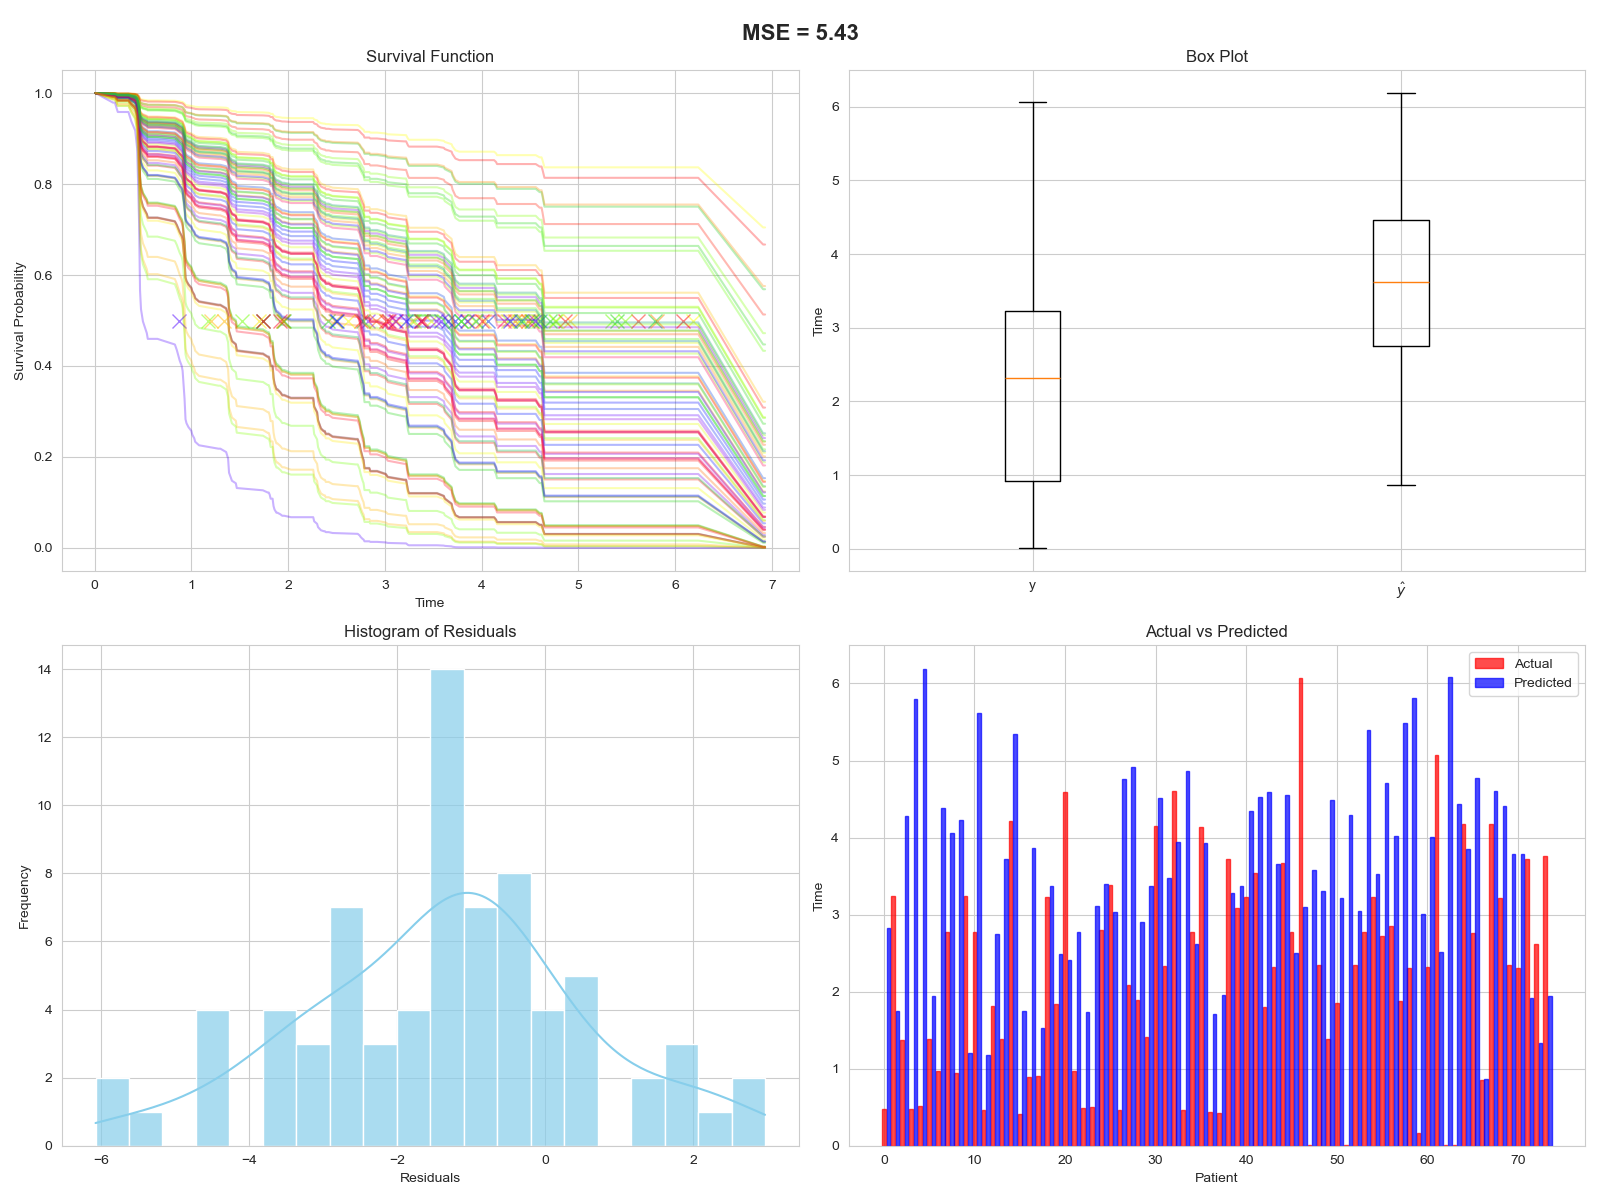 MSE = 5.43
Survival Function
Survival Probability
1.0
0.8
0.6
0.4
0.2
0.0
0 1 2 3 4 5 6 7
Time
Box Plot
Time
6
5
4
3
2
1
0
y ŷ
Histogram of Residuals
Frequency
14
12
10
8
6
4
2
0
−6 −4 −2 0 2
Residuals
Actual vs Predicted
Actual
Predicted
Time
6
5
4
3
2
1
0
0 10 20 30 40 50 60 70
Patient